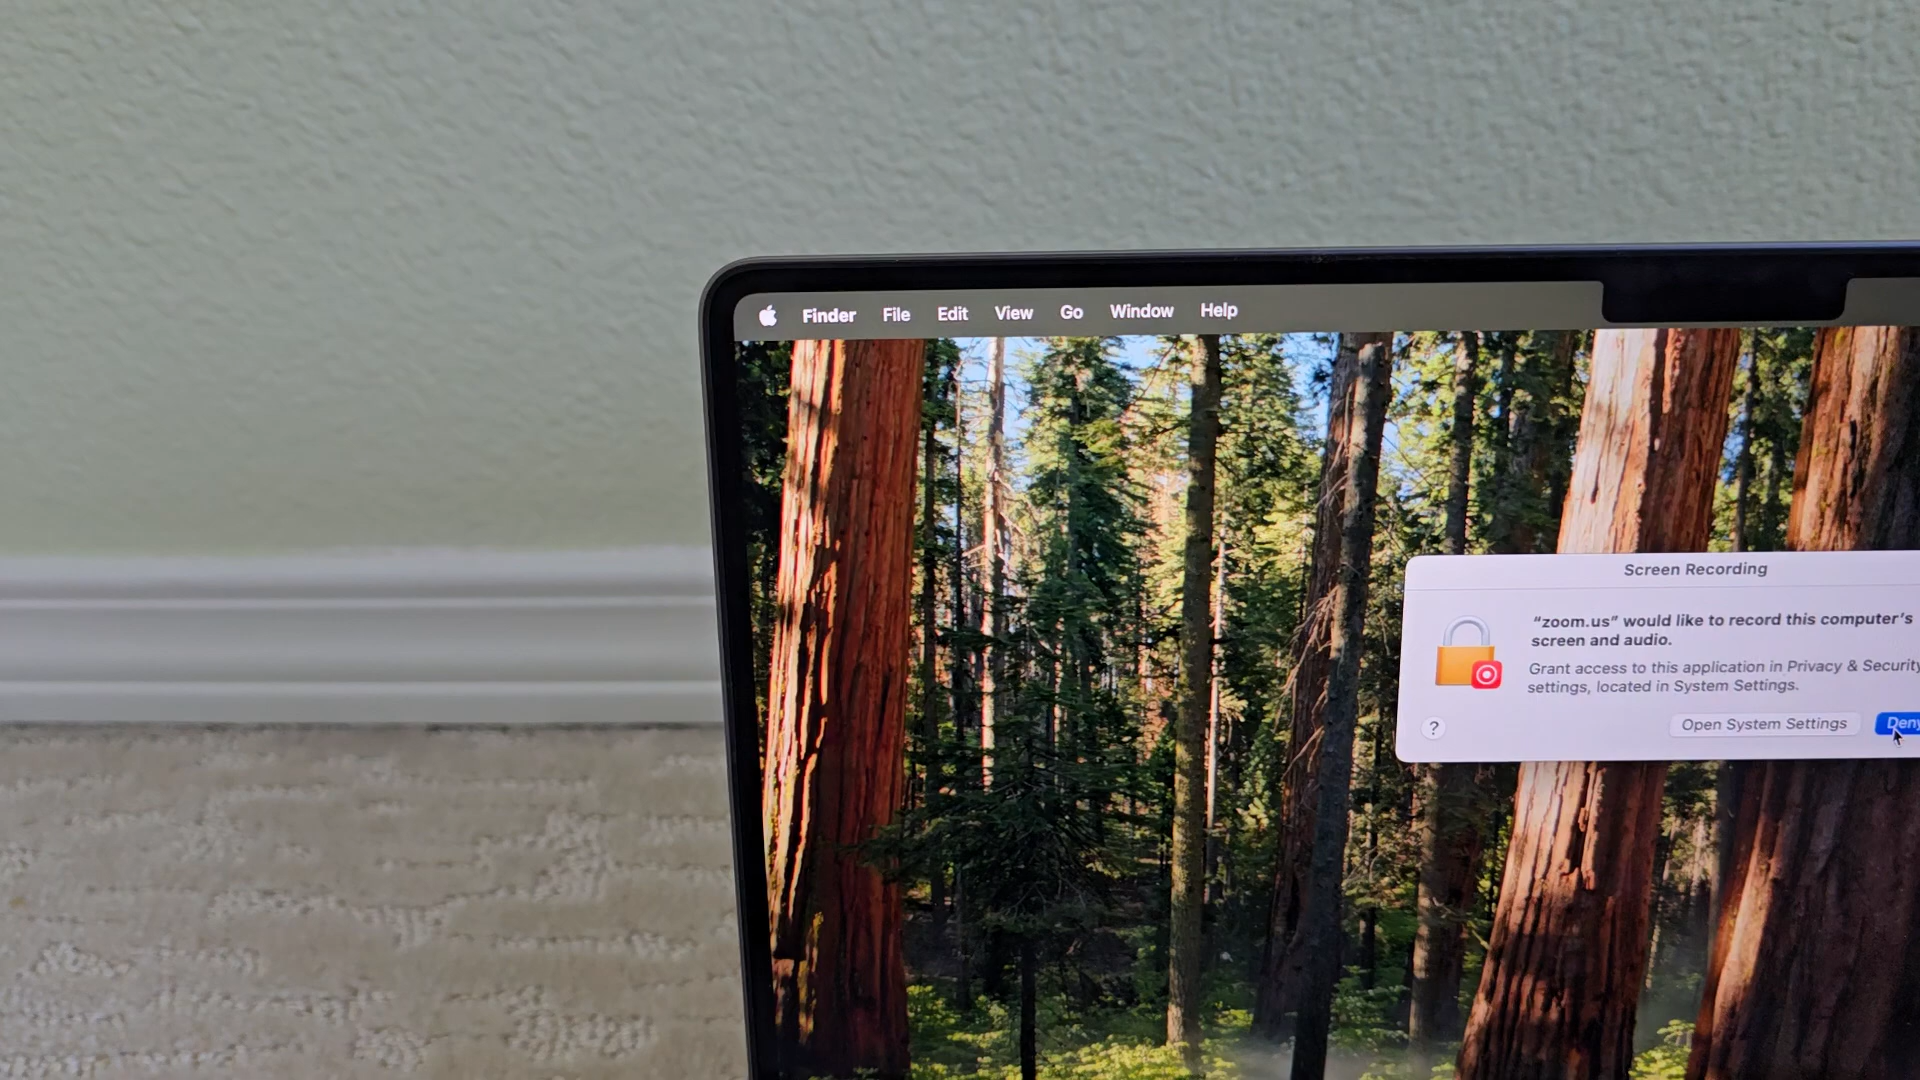 Finder File Edit View Go Window Help
Screen Recording
“zoom.us” would like to record this computer’s
screen and audio.
Grant access to this application in Privacy & Security
settings, located in System Settings.
? Open System Settings Deny